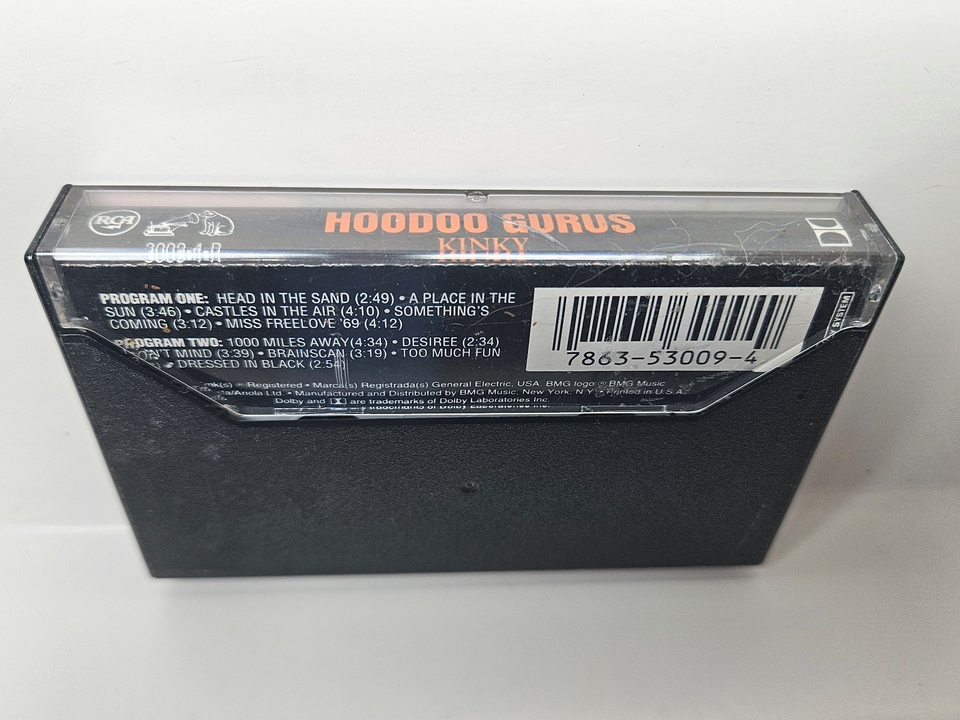 RCA
HOODOO GURUS
KINKY
3009-4-R
PROGRAM ONE: HEAD IN THE SAND (2:49) • A PLACE IN THE
SUN (3:46) • CASTLES IN THE AIR (4:10) • SOMETHING'S
COMING (3:12) • MISS FREELOVE '69 (4:12)
PROGRAM TWO: 1000 MILES AWAY(4:34) • DESIREE (2:34)
MIND (3:39) • BRAINSCAN (3:19) • TOO MUCH FUN
• DRESSED IN BLACK (2:54)
7863-53009-4
SYSTEM
® Registered • Marca(s) Registrada(s) General Electric, USA. BMG logo ® BMG Music
Ltd. • Manufactured and Distributed by BMG Music, New York, N.Y. • Printed in U.S.A.
Dolby and are trademarks of Dolby Laboratories Inc.